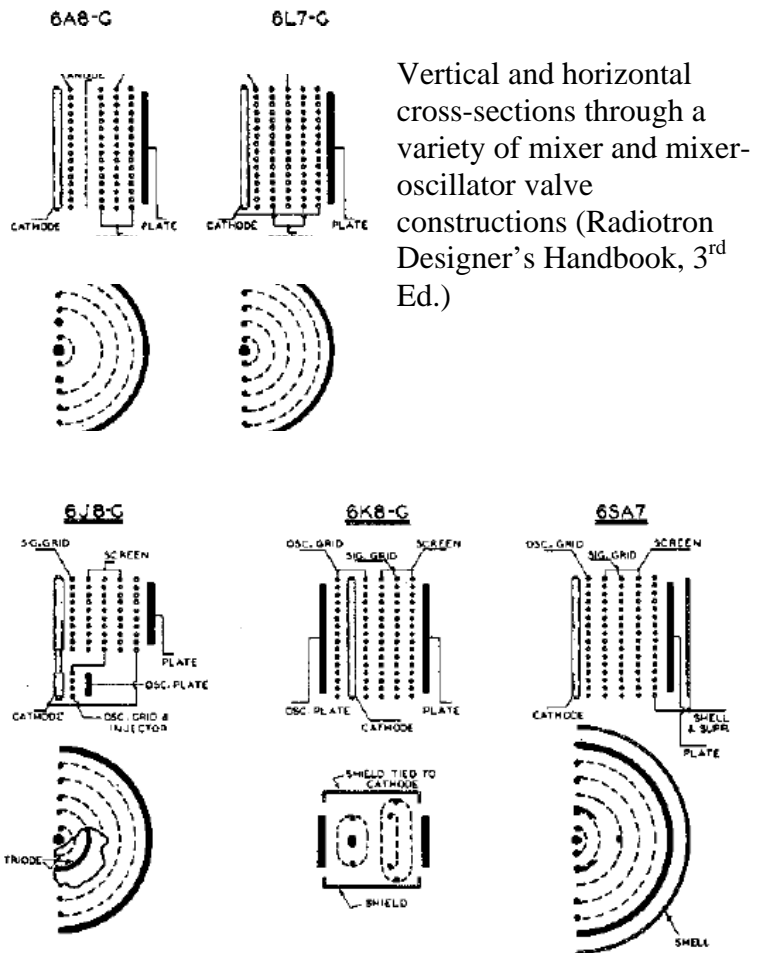 6A8-G
6L7-G
Vertical and horizontal
cross-sections through a
variety of mixer and mixer-
oscillator valve
constructions (Radiotron
Designer’s Handbook, 3rd
Ed.)
CATHODE
PLATE
CATHODE
PLATE
6J8-G
6K8-G
6SA7
SIG. GRID
SCREEN
OSC. GRID
SIG. GRID
SCREEN
OSC. GRID
SIG. GRID
SCREEN
PLATE
OSC. PLATE
CATHODE
OSC. GRID &
INJECTOR
OSC. PLATE
PLATE
CATHODE
CATHODE
SHELL
& SUPR
PLATE
SHIELD TIED TO
CATHODE
TRIODE
SHIELD
SHELL